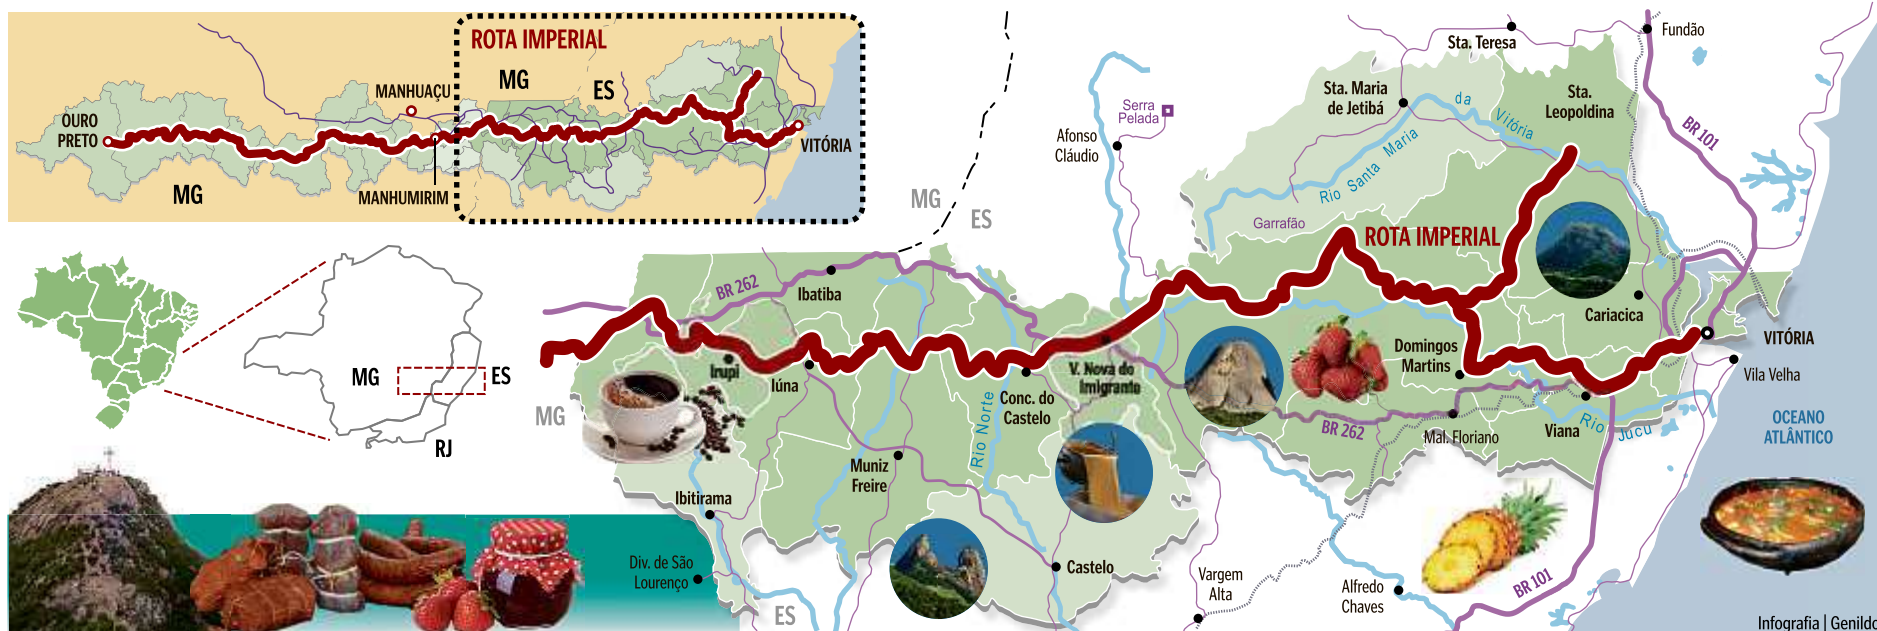 ROTA IMPERIAL
MG
ES
MANHUAÇU
OURO
PRETO
VITÓRIA
MANHUMIRIM
MG
MG
ES
RJ
MG
ES
Sta. Teresa
Fundão
Sta. Maria
de Jetibá
Sta.
Leopoldina
Serra
Pelada
Afonso
Cláudio
Rio Santa Maria
da
Vitória
BR 101
Garrafão
ROTA IMPERIAL
BR 262
Ibatiba
Cariacica
VITÓRIA
Vila Velha
Domingos
Martins
Irupi
Iúna
V. Nova do
Imigrante
Conc. do
Castelo
Rio Norte
MG
BR 262
Mal. Floriano
Viana
Rio Jucu
OCEANO
ATLÂNTICO
Muniz
Freire
Ibitirama
Div. de São
Lourenço
ES
Castelo
Vargem
Alta
Alfredo
Chaves
BR 101
Infografia | Genildo